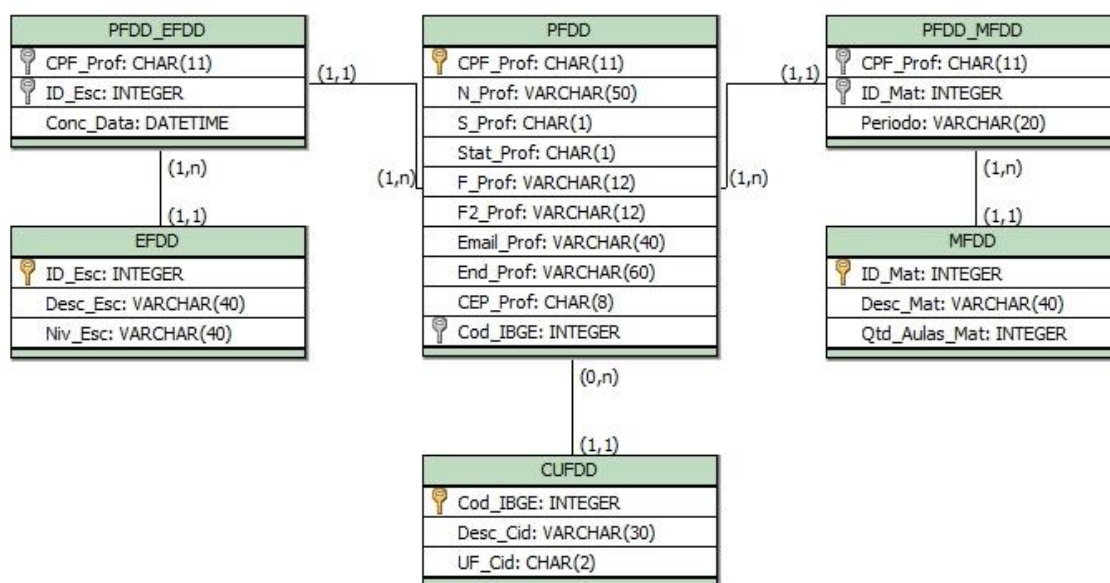 PFDD_EFDD
CPF_Prof: CHAR(11)
ID_Esc: INTEGER
Conc_Data: DATETIME
(1,1)
(1,n)
(1,n)
(1,1)
EFDD
ID_Esc: INTEGER
Desc_Esc: VARCHAR(40)
Niv_Esc: VARCHAR(40)
PFDD
CPF_Prof: CHAR(11)
N_Prof: VARCHAR(50)
S_Prof: CHAR(1)
Stat_Prof: CHAR(1)
F_Prof: VARCHAR(12)
F2_Prof: VARCHAR(12)
Email_Prof: VARCHAR(40)
End_Prof: VARCHAR(60)
CEP_Prof: CHAR(8)
Cod_IBGE: INTEGER
(0,n)
(1,1)
CUFDD
Cod_IBGE: INTEGER
Desc_Cid: VARCHAR(30)
UF_Cid: CHAR(2)
PFDD_MFDD
CPF_Prof: CHAR(11)
ID_Mat: INTEGER
Periodo: VARCHAR(20)
(1,1)
(1,n)
(1,n)
(1,1)
MFDD
ID_Mat: INTEGER
Desc_Mat: VARCHAR(40)
Qtd_Aulas_Mat: INTEGER